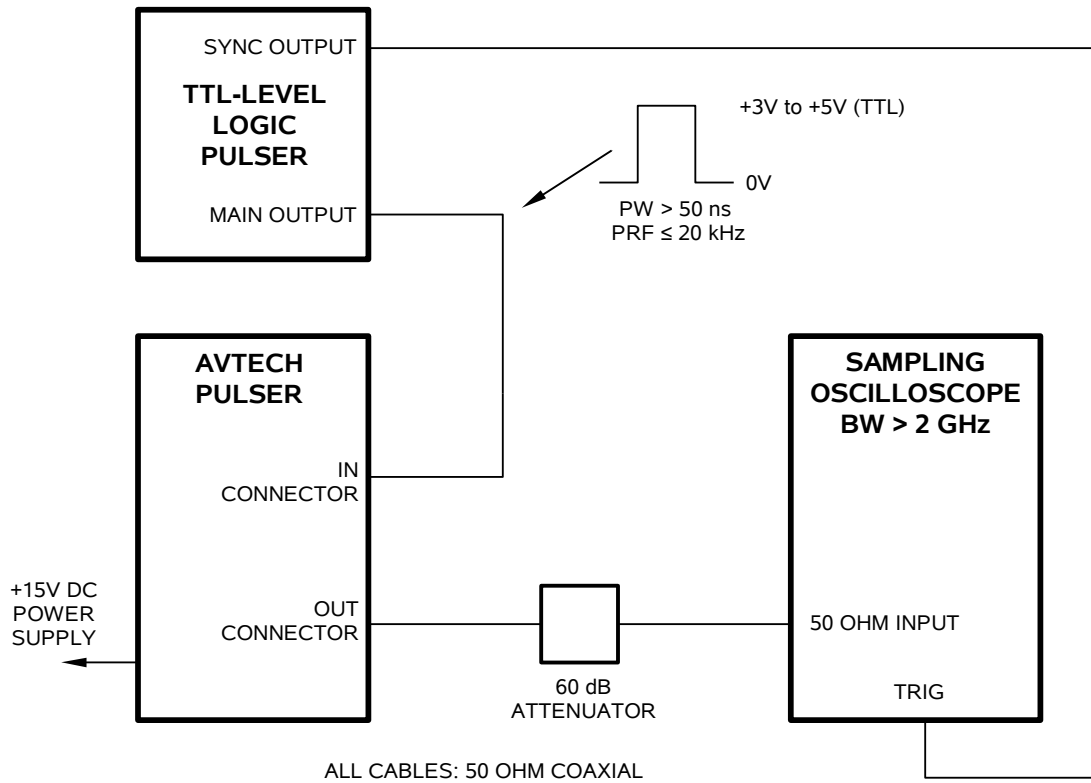 SYNC OUTPUT
TTL-LEVEL
LOGIC
PULSER
MAIN OUTPUT
+3V to +5V (TTL)
0V
PW > 50 ns
PRF ≤ 20 kHz
AVTECH
PULSER
IN
CONNECTOR
OUT
CONNECTOR
+15V DC
POWER
SUPPLY
60 dB
ATTENUATOR
SAMPLING
OSCILLOSCOPE
BW > 2 GHz
50 OHM INPUT
TRIG
ALL CABLES: 50 OHM COAXIAL